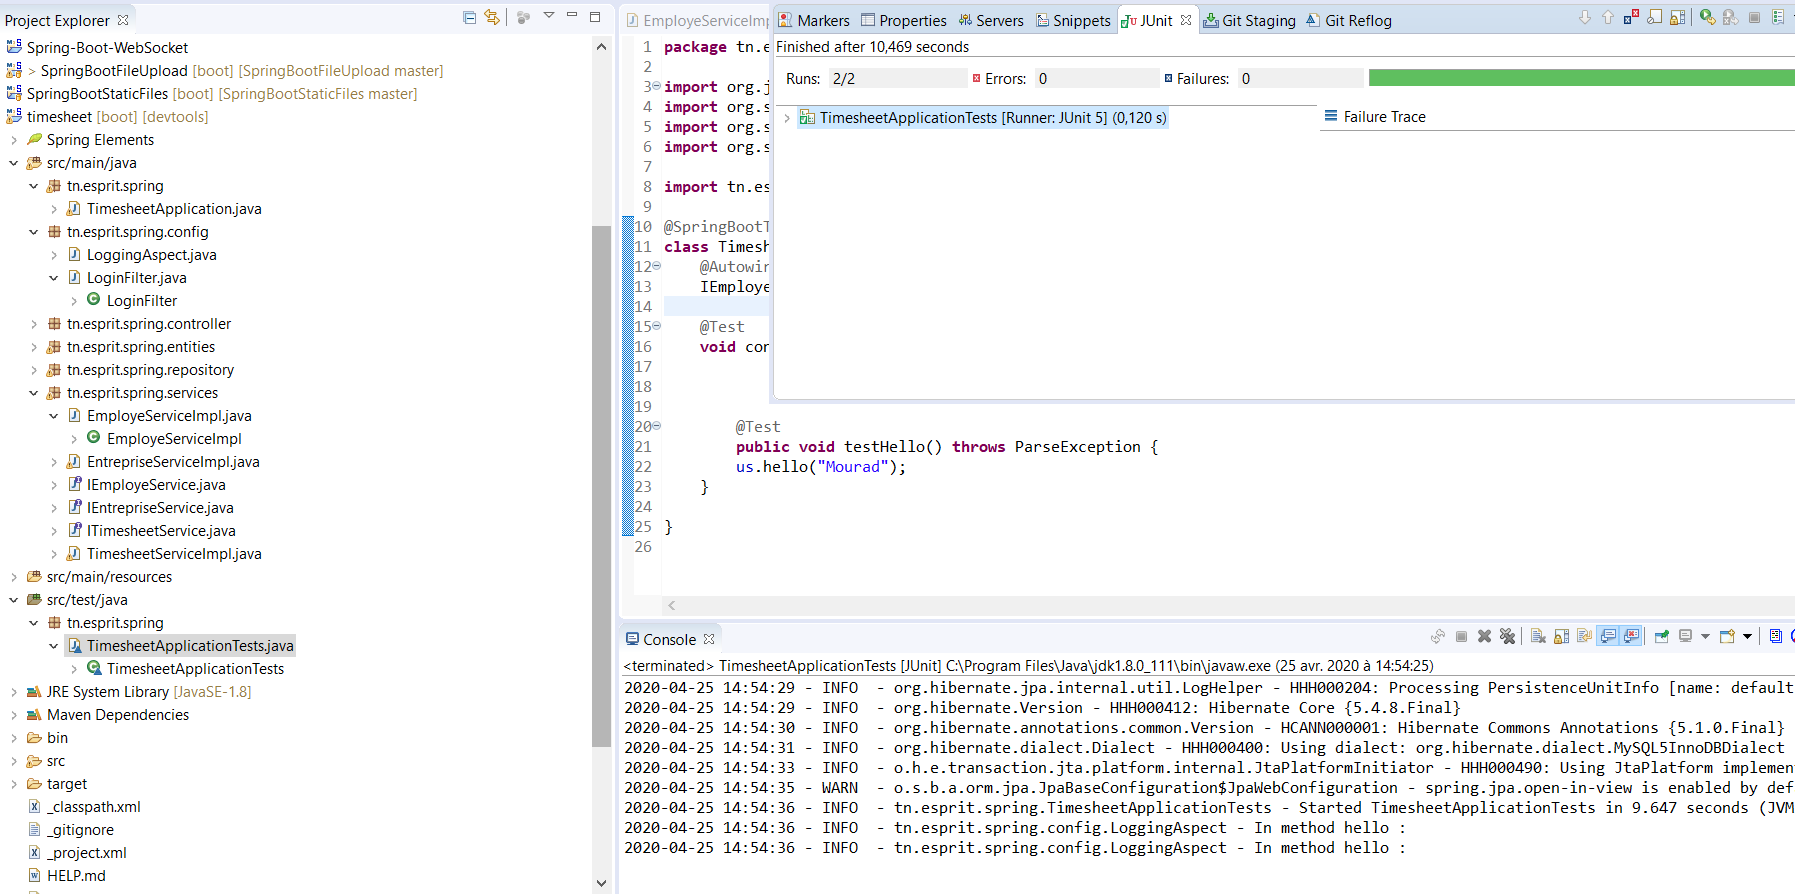 Project Explorer
Spring-Boot-WebSocket
> SpringBootFileUpload [boot] [SpringBootFileUpload master]
SpringBootStaticFiles [boot] [SpringBootStaticFiles master]
timesheet [boot] [devtools]
Spring Elements
src/main/java
tn.esprit.spring
TimesheetApplication.java
tn.esprit.spring.config
LoggingAspect.java
LoginFilter.java
LoginFilter
tn.esprit.spring.controller
tn.esprit.spring.entities
tn.esprit.spring.repository
tn.esprit.spring.services
EmployeServiceImpl.java
EmployeServiceImpl
EntrepriseServiceImpl.java
IEmployeService.java
IEntrepriseService.java
ITimesheetService.java
TimesheetServiceImpl.java
src/main/resources
src/test/java
tn.esprit.spring
TimesheetApplicationTests.java
TimesheetApplicationTests
JRE System Library [JavaSE-1.8]
Maven Dependencies
bin
src
target
_classpath.xml
_gitignore
_project.xml
HELP.md
EmployeServiceImp
Markers Properties Servers Snippets JUnit Git Staging Git Reflog
Finished after 10,469 seconds
Runs: 2/2 Errors: 0 Failures: 0
TimesheetApplicationTests [Runner: JUnit 5] (0,120 s)
Failure Trace
1 package tn.e
2
3 import org.j
4 import org.s
5 import org.s
6 import org.s
7
8 import tn.es
9
10 @SpringBootT
11 class Timesh
12 @Autowir
13 IEmploye
14
15 @Test
16 void cor
17
18
19
20 @Test
21 public void testHello() throws ParseException {
22 us.hello("Mourad");
23 }
24
25 }
26
Console
<terminated> TimesheetApplicationTests [JUnit] C:\Program Files\Java\jdk1.8.0_111\bin\javaw.exe (25 avr. 2020 à 14:54:25)
2020-04-25 14:54:29 - INFO - org.hibernate.jpa.internal.util.LogHelper - HHH000204: Processing PersistenceUnitInfo [name: default
2020-04-25 14:54:29 - INFO - org.hibernate.Version - HHH000412: Hibernate Core {5.4.8.Final}
2020-04-25 14:54:30 - INFO - org.hibernate.annotations.common.Version - HCANN000001: Hibernate Commons Annotations {5.1.0.Final}
2020-04-25 14:54:31 - INFO - org.hibernate.dialect.Dialect - HHH000400: Using dialect: org.hibernate.dialect.MySQL5InnoDBDialect
2020-04-25 14:54:33 - INFO - o.h.e.transaction.jta.platform.internal.JtaPlatformInitiator - HHH000490: Using JtaPlatform implemen
2020-04-25 14:54:35 - WARN - o.s.b.a.orm.jpa.JpaBaseConfiguration$JpaWebConfiguration - spring.jpa.open-in-view is enabled by def
2020-04-25 14:54:36 - INFO - tn.esprit.spring.TimesheetApplicationTests - Started TimesheetApplicationTests in 9.647 seconds (JVM
2020-04-25 14:54:36 - INFO - tn.esprit.spring.config.LoggingAspect - In method hello :
2020-04-25 14:54:36 - INFO - tn.esprit.spring.config.LoggingAspect - In method hello :